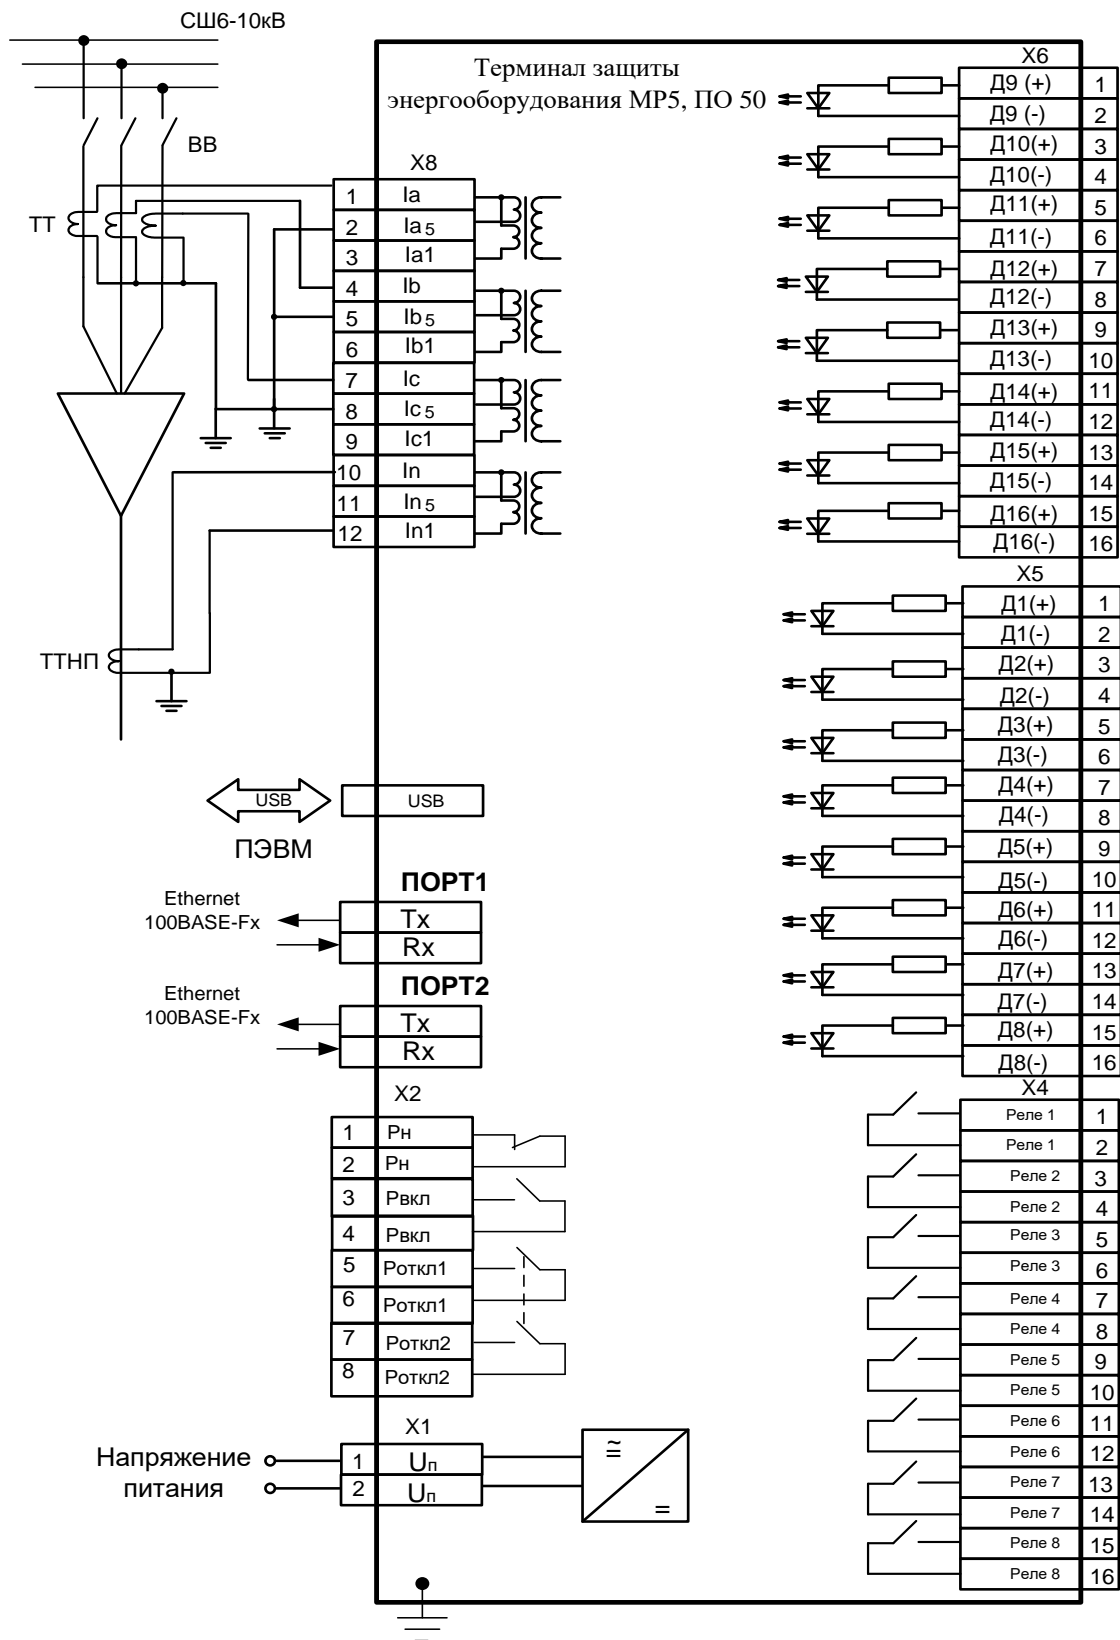 СШ6-10кВ
Терминал защиты
энергооборудования МР5, ПО 50
ВВ
ТТ
X8
1 Ia
2 Ia5
3 Ia1
4 Ib
5 Ib5
6 Ib1
7 Ic
8 Ic5
9 Ic1
10 In
11 In5
12 In1
ТТНП
USB
USB
ПЭВМ
ПОРТ1
Ethernet
100BASE-Fx
Tx
Rx
ПОРТ2
Ethernet
100BASE-Fx
Tx
Rx
X2
1 Рн
2 Рн
3 Рвкл
4 Рвкл
5 Роткл1
6 Роткл1
7 Роткл2
8 Роткл2
X1
Напряжение
питания
1 Uп
2 Uп
≅
=
X6
Д9 (+) 1
Д9 (-) 2
Д10(+) 3
Д10(-) 4
Д11(+) 5
Д11(-) 6
Д12(+) 7
Д12(-) 8
Д13(+) 9
Д13(-) 10
Д14(+) 11
Д14(-) 12
Д15(+) 13
Д15(-) 14
Д16(+) 15
Д16(-) 16
X5
Д1(+) 1
Д1(-) 2
Д2(+) 3
Д2(-) 4
Д3(+) 5
Д3(-) 6
Д4(+) 7
Д4(-) 8
Д5(+) 9
Д5(-) 10
Д6(+) 11
Д6(-) 12
Д7(+) 13
Д7(-) 14
Д8(+) 15
Д8(-) 16
X4
Реле 1 1
Реле 1 2
Реле 2 3
Реле 2 4
Реле 3 5
Реле 3 6
Реле 4 7
Реле 4 8
Реле 5 9
Реле 5 10
Реле 6 11
Реле 6 12
Реле 7 13
Реле 7 14
Реле 8 15
Реле 8 16